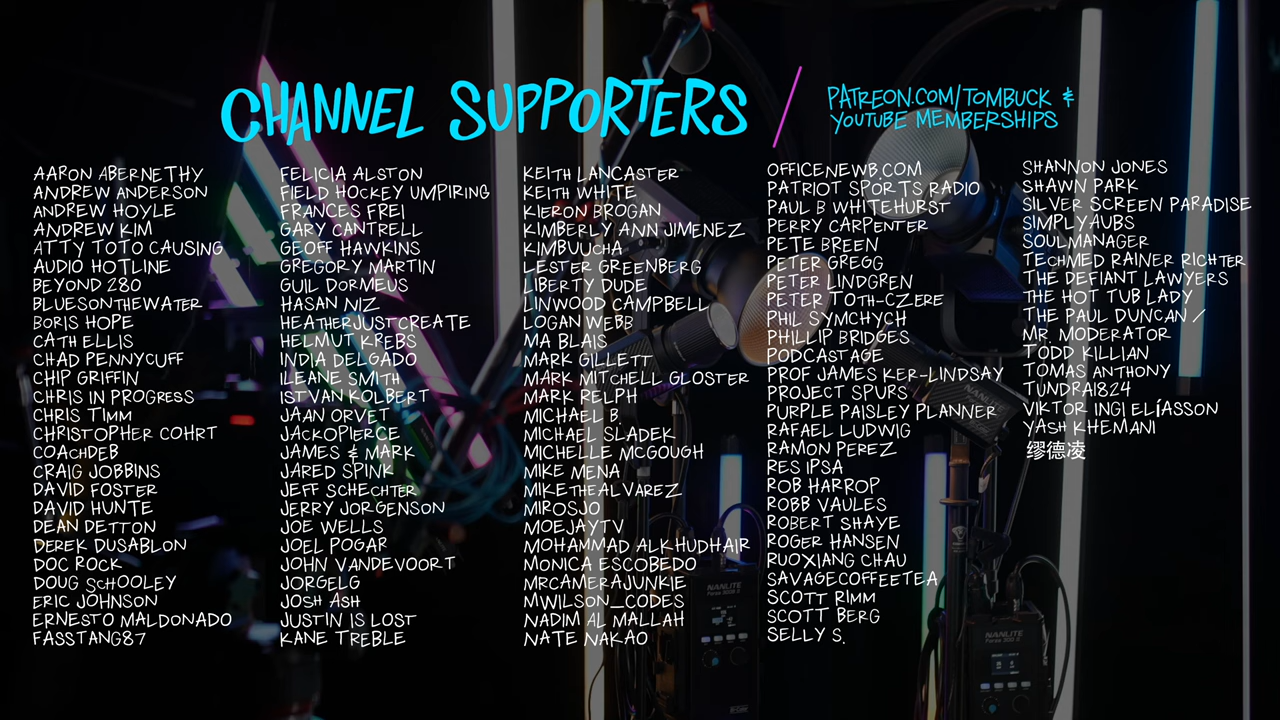 CHANNEL SUPPORTERS / PATREON.COM/TOMBUCK &
YOUTUBE MEMBERSHIPS
AARON ABERNETHY
ANDREW ANDERSON
ANDREW HOYLE
ANDREW KIM
ATTY TOTO CAUSING
AUDIO HOTLINE
BEYOND 280
BLUESONTHEWATER
BORIS HOPE
CATH ELLIS
CHAD PENNYCUFF
CHIP GRIFFIN
CHRIS IN PROGRESS
CHRIS TIMM
CHRISTOPHER COHRT
COACHDEB
CRAIG JOBBINS
DAVID FOSTER
DAVID HUNTE
DEAN DETTON
DEREK DUSABLON
DOC ROCK
DOUG SCHOOLEY
ERIC JOHNSON
ERNESTO MALDONADO
FASSTANG87
FELICIA ALSTON
FIELD HOCKEY UMPIRING
FRANCES FREI
GARY CANTRELL
GEOFF HAWKINS
GREGORY MARTIN
GUIL DORMEUS
HASAN NIZ
HEATHERJUSTCREATE
HELMUT KREBS
INDIA DELGADO
ILEANE SMITH
ISTVAN KOLBERT
JAAN ORVET
JACKOPIERCE
JAMES & MARK
JARED SPINK
JEFF SCHECHTER
JERRY JORGENSON
JOE WELLS
JOEL POGAR
JOHN VANDEVOORT
JORGELG
JOSH ASH
JUSTIN IS LOST
KANE TREBLE
KEITH LANCASTER
KEITH WHITE
KIERON BROGAN
KIMBERLY ANN JIMENEZ
KIMBUUCHA
LESTER GREENBERG
LIBERTY DUDE
LINWOOD CAMPBELL
LOGAN WEBB
MA BLAIS
MARK GILLETT
MARK MITCHELL GLOSTER
MARK RELPH
MICHAEL B.
MICHAEL SLADEK
MICHELLE MCGOUGH
MIKE MENA
MIKETHEALVAREZ
MIROSJO
MOEJAYTV
MOHAMMAD ALKHUDHAIR
MONICA ESCOBEDO
MRCAMERAJUNKIE
MWILSON_CODES
NADIM AL MALLAH
NATE NAKAO
OFFICENEWB.COM
PATRIOT SPORTS RADIO
PAUL B WHITEHURST
PERRY CARPENTER
PETE BREEN
PETER GREGG
PETER LINDGREN
PETER TOTH-CZERE
PHIL SYMCHYCH
PHILLIP BRIDGES
PODCASTAGE
PROF JAMES KER-LINDSAY
PROJECT SPURS
PURPLE PAISLEY PLANNER
RAFAEL LUDWIG
RAMON PEREZ
RES IPSA
ROB HARROP
ROBB VAULES
ROBERT SHAYE
ROGER HANSEN
RUOXIANG CHAU
SAVAGECOFFEETEA
SCOTT RIMM
SCOTT BERG
SELLY S.
SHANNON JONES
SHAWN PARK
SILVER SCREEN PARADISE
SIMPLYAUBS
SOULMANAGER
TECHMED RAINER RICHTER
THE DEFIANT LAWYERS
THE HOT TUB LADY
THE PAUL DUNCAN /
MR. MODERATOR
TODD KILLIAN
TOMAS ANTHONY
TUNDRA1824
VIKTOR INGI ELÍASSON
YASH KHEMANI
缪德凌
NANLITE
Forza 300B II
NANLITE